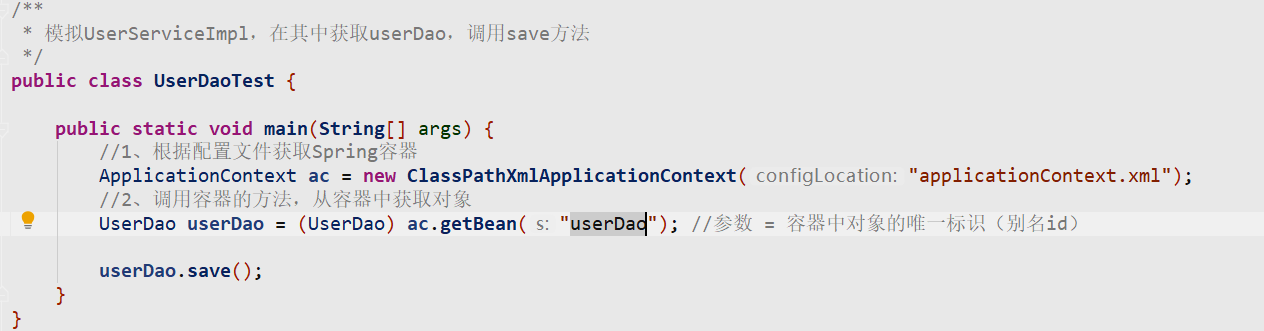 /**
 * 模拟UserServiceImpl，在其中获取userDao，调用save方法
 */
public class UserDaoTest {
    public static void main(String[] args) {
        //1、根据配置文件获取Spring容器
        ApplicationContext ac = new ClassPathXmlApplicationContext( configLocation: "applicationContext.xml");
        //2、调用容器的方法，从容器中获取对象
        UserDao userDao = (UserDao) ac.getBean( s: "userDao"); //参数 = 容器中对象的唯一标识（别名id）
        userDao.save();
    }
}